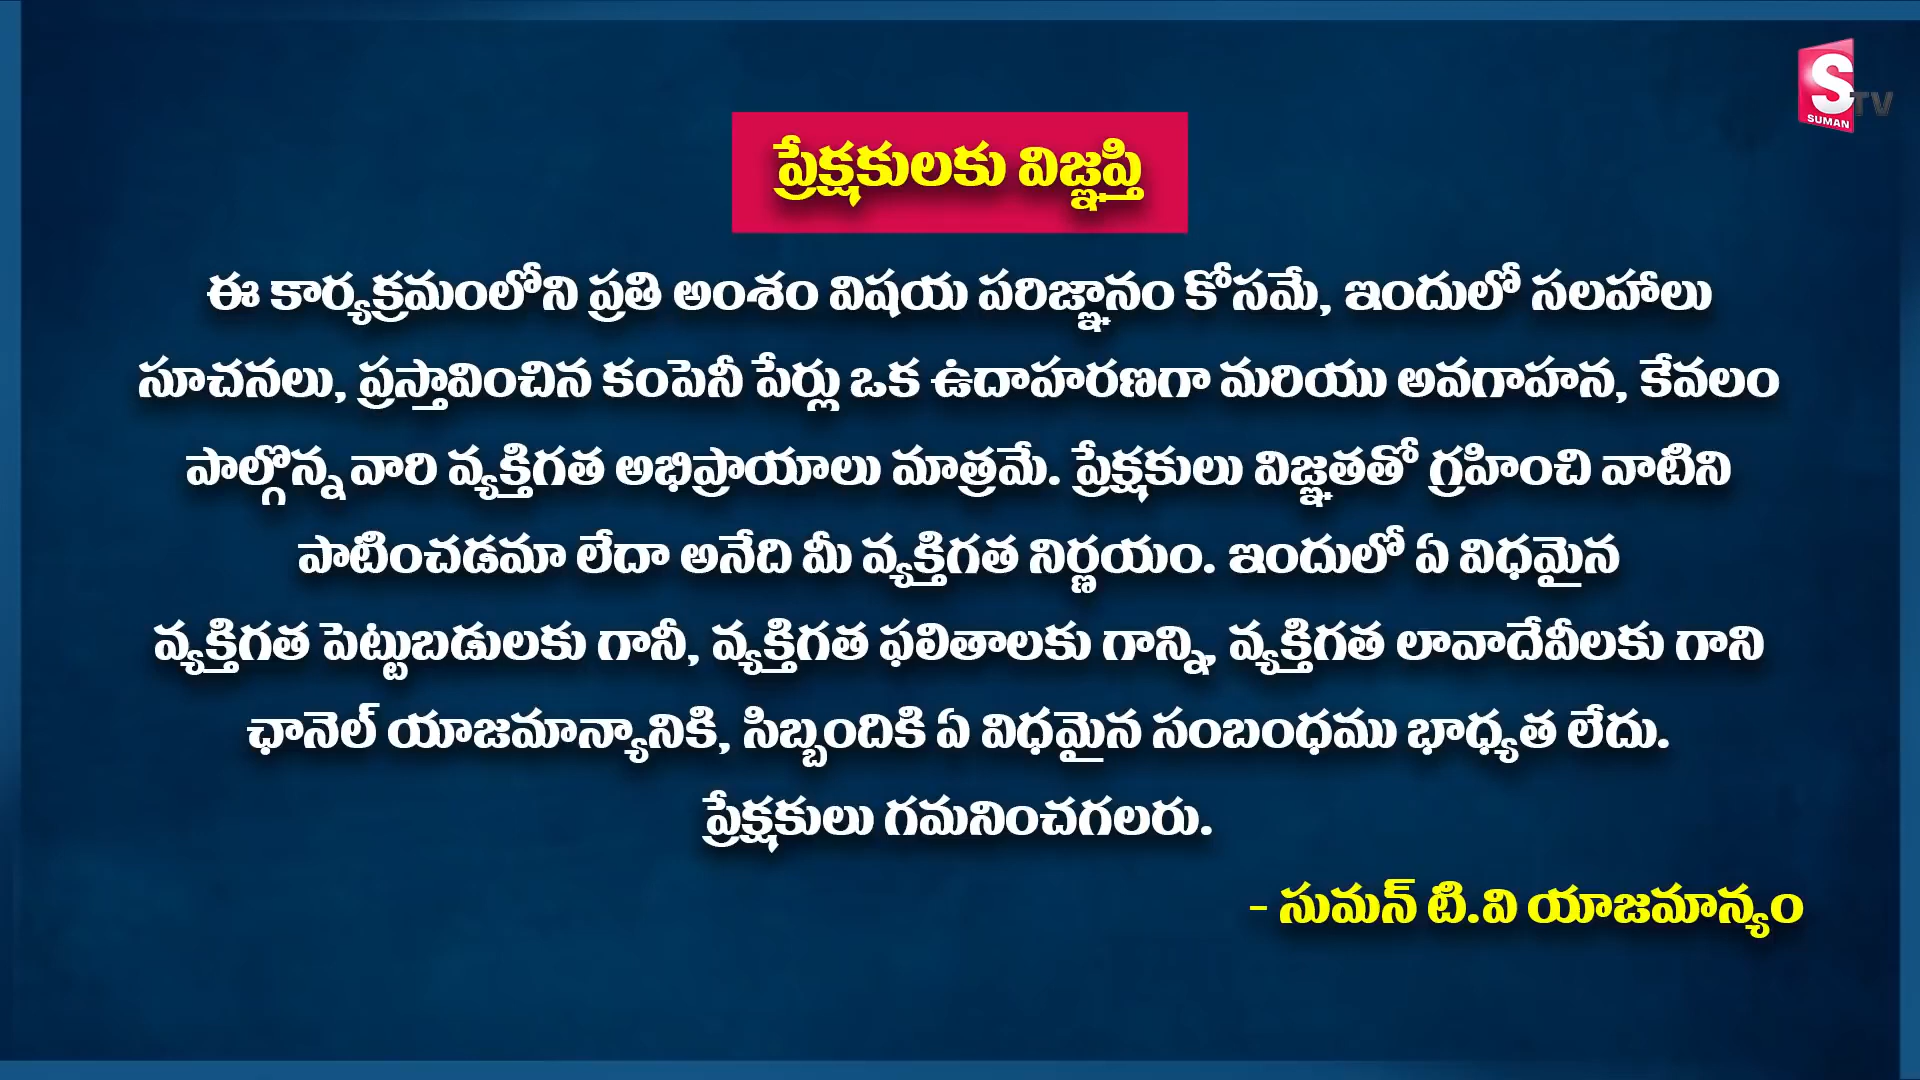 SUMAN
S TV
ప్రేక్షకులకు విజ్ఞప్తి
ఈ కార్యక్రమంలోని ప్రతి అంశం విషయ పరిజ్ఞానం కోసమే, ఇందులో సలహాలు
సూచనలు, ప్రస్తావించిన కంపెనీ పేర్లు ఒక ఉదాహరణగా మరియు అవగాహన, కేవలం
పాల్గొన్న వారి వ్యక్తిగత అభిప్రాయాలు మాత్రమే. ప్రేక్షకులు విజ్ఞతతో గ్రహించి వాటిని
పాటించడమా లేదా అనేది మీ వ్యక్తిగత నిర్ణయం. ఇందులో ఏ విధమైన
వ్యక్తిగత పెట్టుబడులకు గానీ, వ్యక్తిగత ఫలితాలకు గాన్ని, వ్యక్తిగత లావాదేవీలకు గాని
ఛానెల్ యాజమాన్యానికి, సిబ్బందికి ఏ విధమైన సంబంధము భాధ్యత లేదు.
ప్రేక్షకులు గమనించగలరు.
- సుమన్ టి.వి యాజమాన్యం